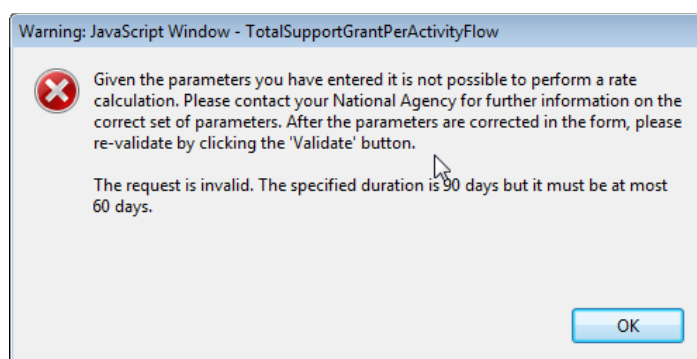 Warning: JavaScript Window - TotalSupportGrantPerActivityFlow
Given the parameters you have entered it is not possible to perform a rate
calculation. Please contact your National Agency for further information on the
correct set of parameters. After the parameters are corrected in the form, please
re-validate by clicking the 'Validate' button.
The request is invalid. The specified duration is 90 days but it must be at most
60 days.
OK